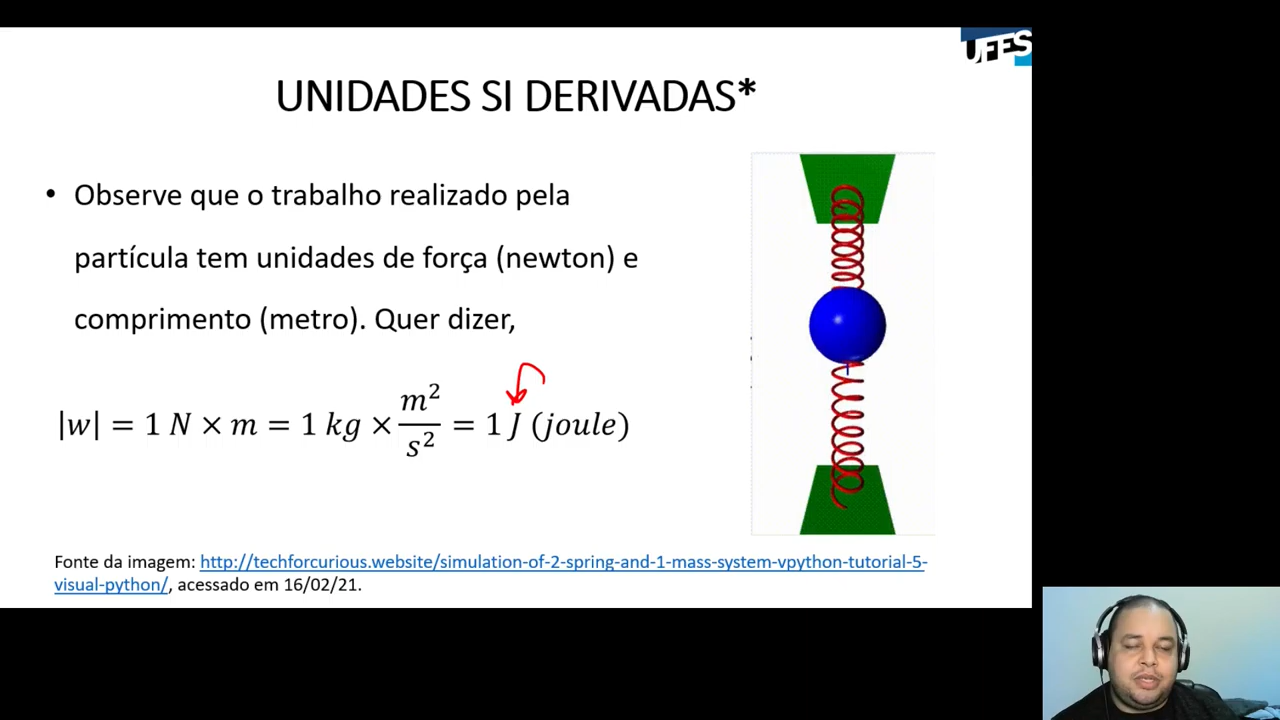 UFES
UNIDADES SI DERIVADAS*
• Observe que o trabalho realizado pela
partícula tem unidades de força (newton) e
comprimento (metro). Quer dizer,
|w| = 1 N × m = 1 kg × m²/s² = 1 J (joule)
Fonte da imagem: http://techforcurious.website/simulation-of-2-spring-and-1-mass-system-vpython-tutorial-5-
visual-python/, acessado em 16/02/21.